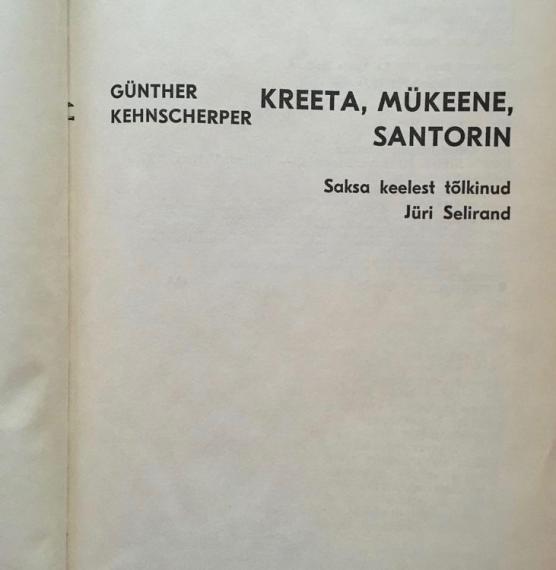 GÜNTHER
KEHNSCHERPER
KREETA, MÜKEENE,
SANTORIN
Saksa keelest tõlkinud
Jüri Selirand